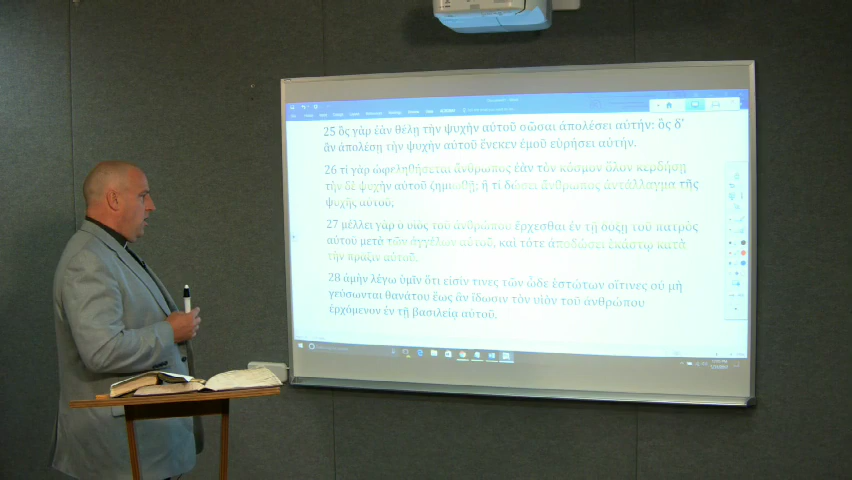 25 ὃς γὰρ ἐὰν θέλῃ τὴν ψυχὴν αὐτοῦ σῶσαι ἀπολέσει αὐτήν: ὃς δ'
ἂν ἀπολέσῃ τὴν ψυχὴν αὐτοῦ ἕνεκεν ἐμοῦ εὑρήσει αὐτήν.
26 τί γὰρ ὠφεληθήσεται ἄνθρωπος ἐὰν τὸν κόσμον ὅλον κερδήσῃ
τὴν δὲ ψυχὴν αὐτοῦ ζημιωθῇ; ἢ τί δώσει ἄνθρωπος ἀντάλλαγμα τῆς
ψυχῆς αὐτοῦ;
27 μέλλει γὰρ ὁ υἱὸς τοῦ ἀνθρώπου ἔρχεσθαι ἐν τῇ δόξῃ τοῦ πατρὸς
αὐτοῦ μετὰ τῶν ἀγγέλων αὐτοῦ, καὶ τότε ἀποδώσει ἑκάστῳ κατὰ
τὴν πρᾶξιν αὐτοῦ.
28 ἀμὴν λέγω ὑμῖν ὅτι εἰσίν τινες τῶν ὧδε ἑστώτων οἵτινες οὐ μὴ
γεύσωνται θανάτου ἕως ἂν ἴδωσιν τὸν υἱὸν τοῦ ἀνθρώπου
ἐρχόμενον ἐν τῇ βασιλείᾳ αὐτοῦ.